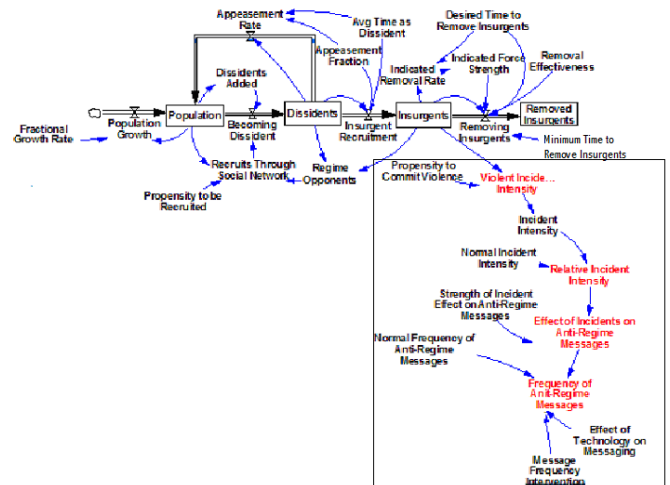 Appeasement
Rate
Avg Time as
Dissident
Desired Time to
Remove Insurgents
Appeasement
Fraction
Indicated Force
Strength
Removal
Effectiveness
Dissidents
Added
Indicated
Removal Rate
Population
Dissidents
Insurgents
Removed
Insurgents
Fractional
Growth Rate
Population
Growth
Becoming
Dissident
Insurgent
Recruitment
Removing
Insurgents
Minimum Time to
Remove Insurgents
Recruits Through
Social Network
Regime
Opponents
Propensity to be
Recruited
Propensity to
Commit Violence
Violent Incide...
Intensity
Incident
Intensity
Normal Incident
Intensity
Relative Incident
Intensity
Strength of Incident
Effect on Anti-Regime
Messages
Effect of Incidents on
Anti-Regime
Messages
Normal Frequency of
Anti-Regime
Messages
Frequency of
Anit-Regime
Messages
Effect of
Technology on
Messaging
Message
Frequency
Intervention